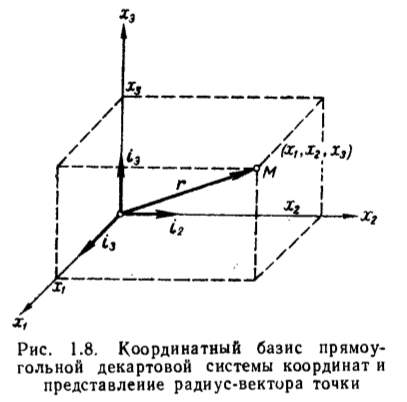 x₃
x₃
(x₁, x₂, x₃)
i₃
r
M
x₂
i₃
i₂
x₂
x₁
x₁
Рис. 1.8. Координатный базис прямоу-
гольной декартовой системы координат и
представление радиус-вектора точки